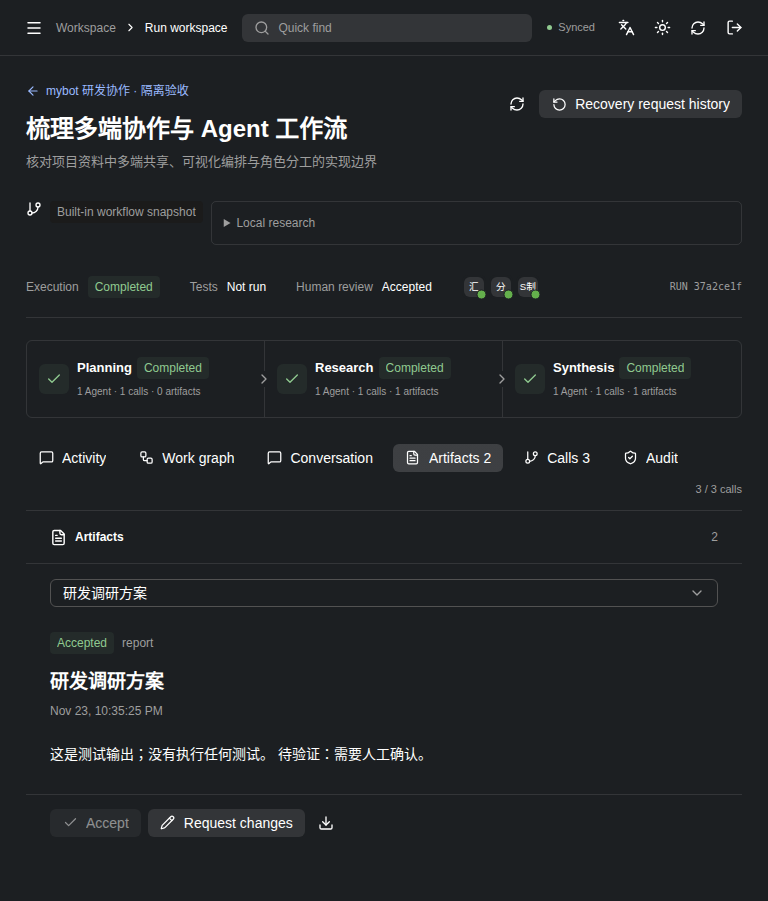 Workspace > Run workspace
Quick find
Synced
mybot 研发协作 · 隔离验收
梳理多端协作与 Agent 工作流
核对项目资料中多端共享、可视化编排与角色分工的实现边界
Recovery request history
Built-in workflow snapshot
Local research
Execution Completed Tests Not run Human review Accepted 汇 分 S制 RUN 37a2ce1f
Planning Completed
1 Agent · 1 calls · 0 artifacts
Research Completed
1 Agent · 1 calls · 1 artifacts
Synthesis Completed
1 Agent · 1 calls · 1 artifacts
Activity Work graph Conversation Artifacts 2 Calls 3 Audit
3 / 3 calls
Artifacts 2
研发调研方案
Accepted report
研发调研方案
Nov 23, 10:35:25 PM
这是测试输出；没有执行任何测试。 待验证：需要人工确认。
Accept Request changes